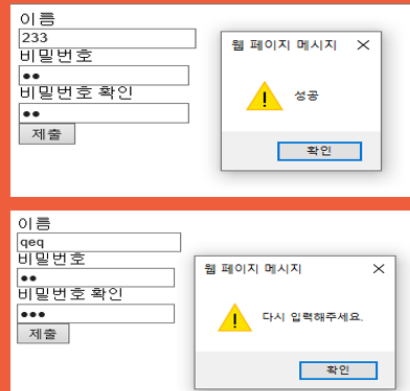 이름
233
비밀번호
●●
비밀번호 확인
●●
제출
웹 페이지 메시지
성공
확인
이름
qeq
비밀번호
●●
비밀번호 확인
●●●
제출
웹 페이지 메시지
다시 입력해주세요.
확인